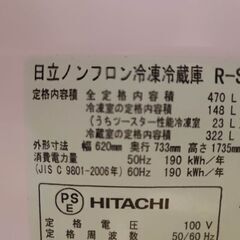 日立ノンフロン冷凍冷蔵庫 R-S
定格内容積 全定格内容積 470 L
冷凍室の定格内容積 148 L
(うちツースター性能冷凍室 23 L
冷蔵室の定格内容積 322 L
外形寸法 幅 620mm 奥行 733mm 高さ 1735m
消費電力量 50Hz 190 kWh/年
(JIS C 9801-2006年) 60Hz 190 kWh/年
PS
E
HITACHI
定格電圧 100 V
定格周波数 50/60 Hz